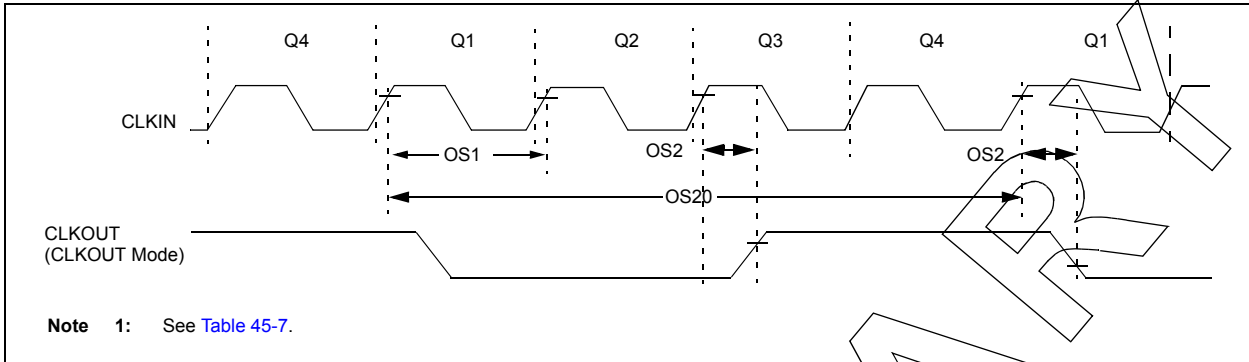 Q4 Q1 Q2 Q3 Q4 Q1
CLKIN
OS1 OS2 OS2
OS20
CLKOUT
(CLKOUT Mode)
Note 1: See Table 45-7.